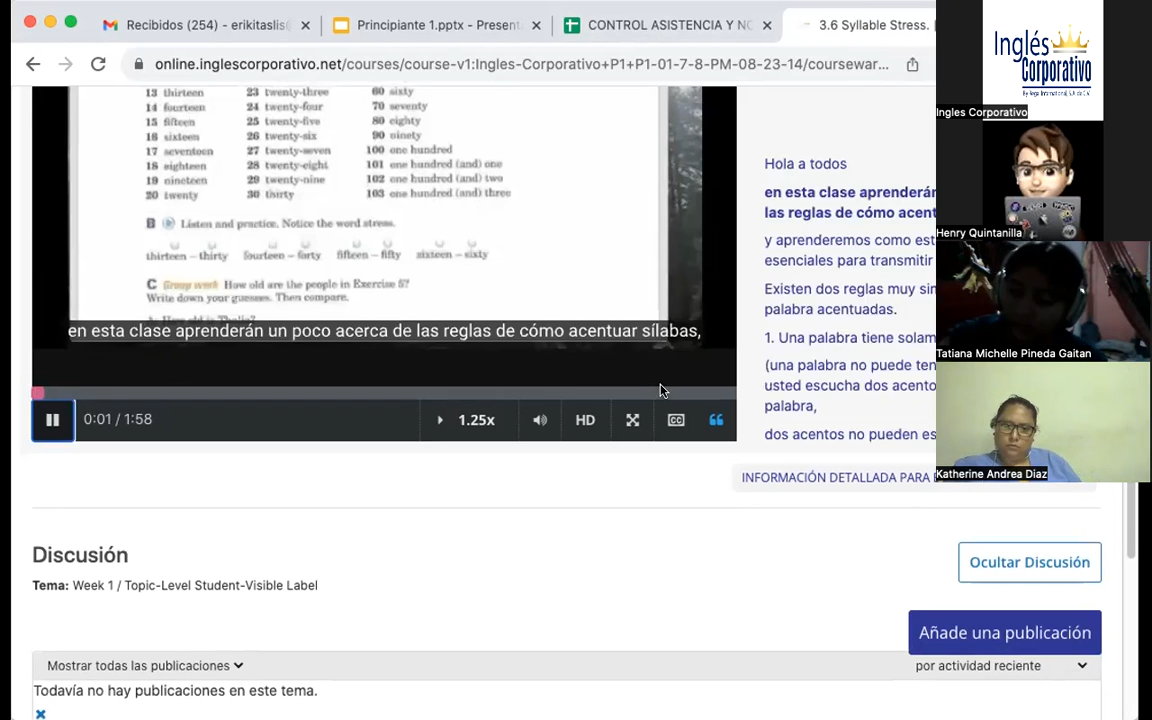 Recibidos (254) - erikitaslis@
Principiante 1.pptx - Present
CONTROL ASISTENCIA Y NO
3.6 Syllable Stress.
online.inglescorporativo.net/courses/course-v1:Ingles-Corporativo+P1+P1-01-7-8-PM-08-23-14/coursewar...
Inglés
Corporativo
Ingles Corporativo
Henry Quintanilla
Tatiana Michelle Pineda Gaitan
Katherine Andrea Diaz
13 thirteen 23 twenty-three 60 sixty
14 fourteen 24 twenty-four 70 seventy
15 fifteen 25 twenty-five 80 eighty
16 sixteen 26 twenty-six 90 ninety
17 seventeen 27 twenty-seven 100 one hundred
18 eighteen 28 twenty-eight 101 one hundred (and) one
19 nineteen 29 twenty-nine 102 one hundred (and) two
20 twenty 30 thirty 103 one hundred (and) three
B Listen and practice. Notice the word stress.
thirteen – thirty fourteen – forty fifteen – fifty sixteen – sixty
C Group work How old are the people in Exercise 5?
Write down your guesses. Then compare.
en esta clase aprenderán un poco acerca de las reglas de cómo acentuar sílabas,
0:01 / 1:58
1.25x
HD
CC
Hola a todos
en esta clase aprenderán
las reglas de cómo acent
y aprenderemos como est
esenciales para transmitir
Existen dos reglas muy sim
palabra acentuadas.
1. Una palabra tiene solam
(una palabra no puede ten
usted escucha dos acento
palabra,
dos acentos no pueden es
INFORMACIÓN DETALLADA PARA
Discusión
Tema: Week 1 / Topic-Level Student-Visible Label
Ocultar Discusión
Añade una publicación
Mostrar todas las publicaciones
por actividad reciente
Todavía no hay publicaciones en este tema.